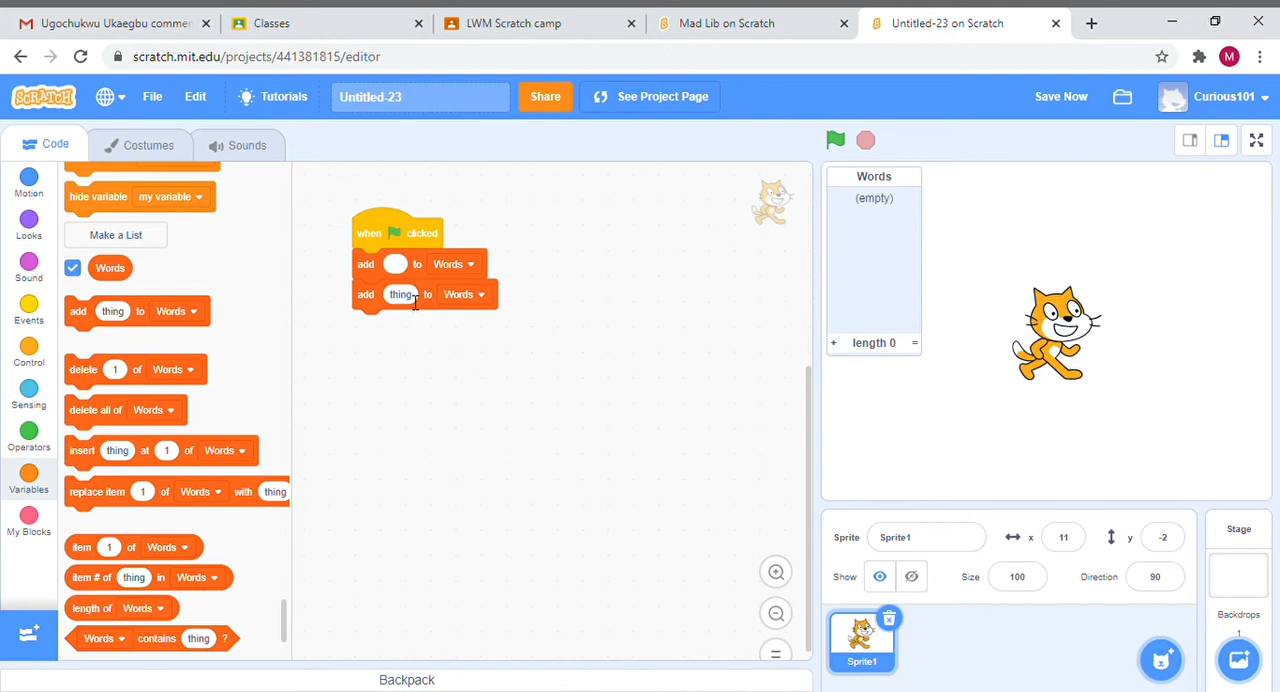 Ugochukwu Ukaegbu commen
Classes
LWM Scratch camp
Mad Lib on Scratch
Untitled-23 on Scratch
scratch.mit.edu/projects/441381815/editor
M
SCRATCH
File
Edit
Tutorials
Untitled-23
Share
See Project Page
Save Now
Curious101
Code
Costumes
Sounds
Motion
Looks
Sound
Events
Control
Sensing
Operators
Variables
My Blocks
hide variable my variable
Make a List
Words
add thing to Words
delete 1 of Words
delete all of Words
insert thing at 1 of Words
replace item 1 of Words with thing
item 1 of Words
item # of thing in Words
length of Words
Words contains thing ?
when clicked
add to Words
add thing to Words
Words
(empty)
+ length 0 =
Sprite Sprite1 x 11 y -2
Show Size 100 Direction 90
Sprite1
Stage
Backdrops
1
Backpack